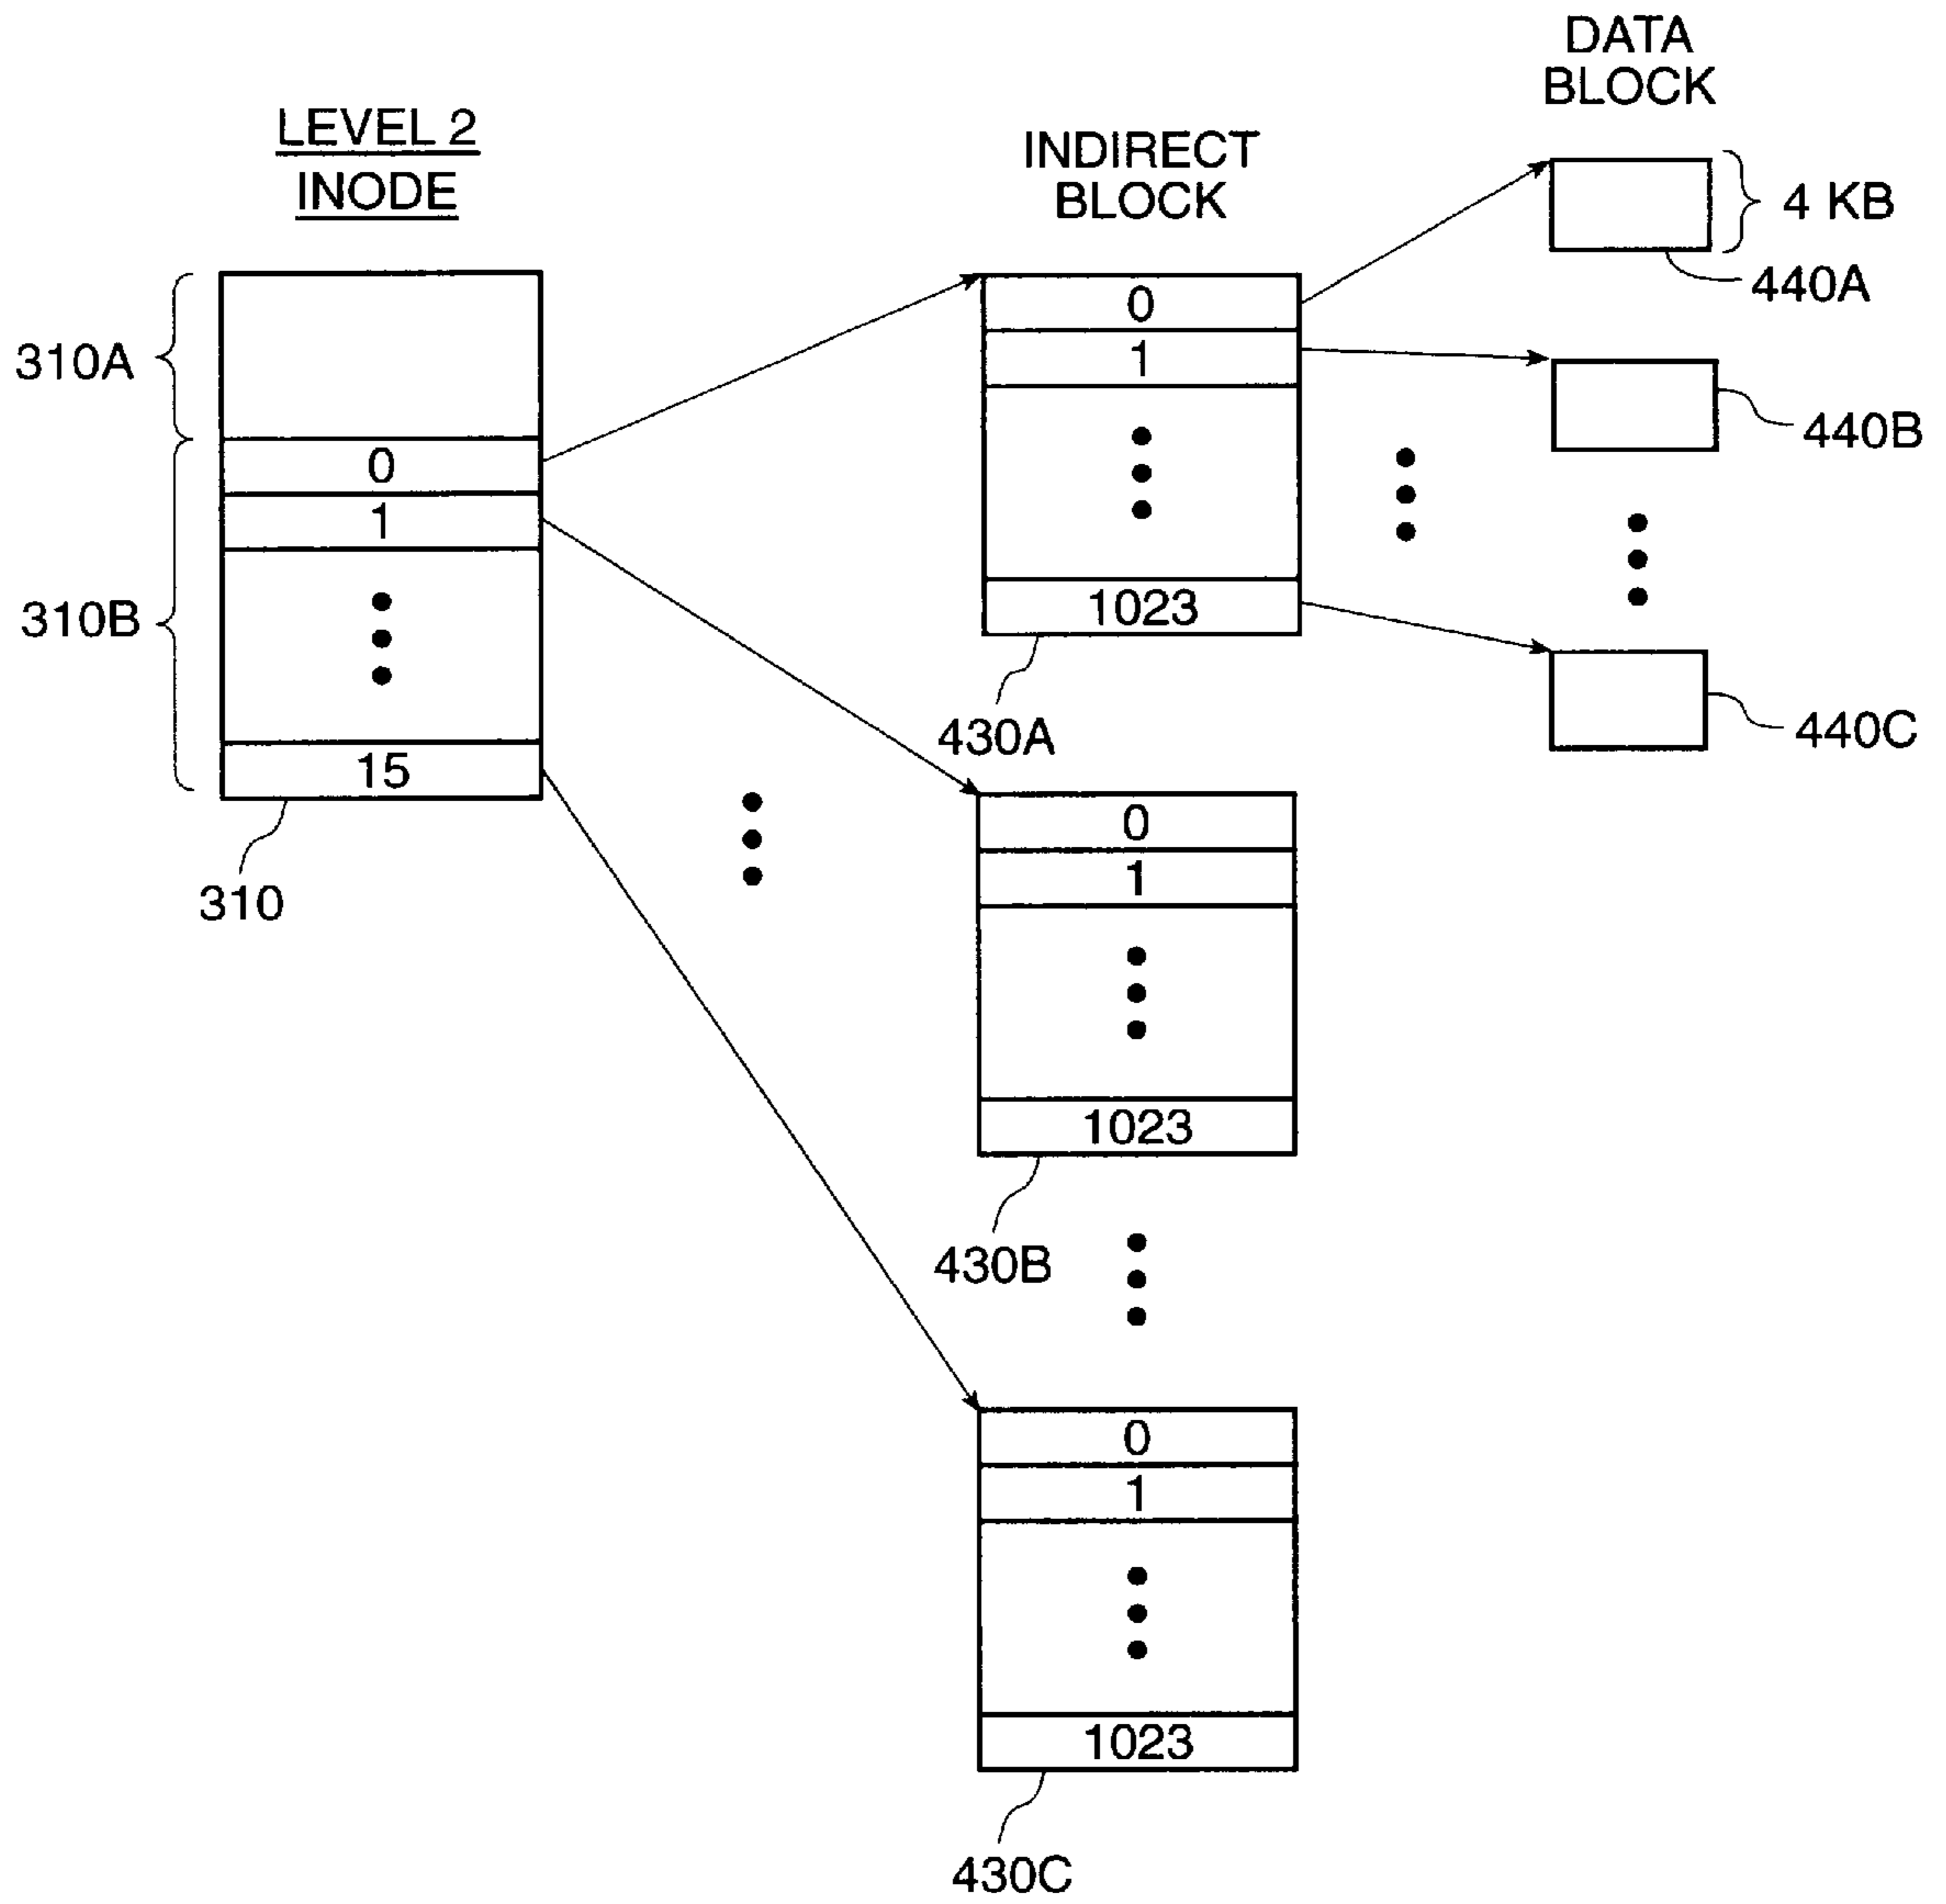 DATA
BLOCK
LEVEL 2
INODE
INDIRECT
BLOCK
4 KB
440A
310A
0
1
310B
15
310
0
1
1023
430A
440B
440C
0
1
1023
430B
0
1
1023
430C